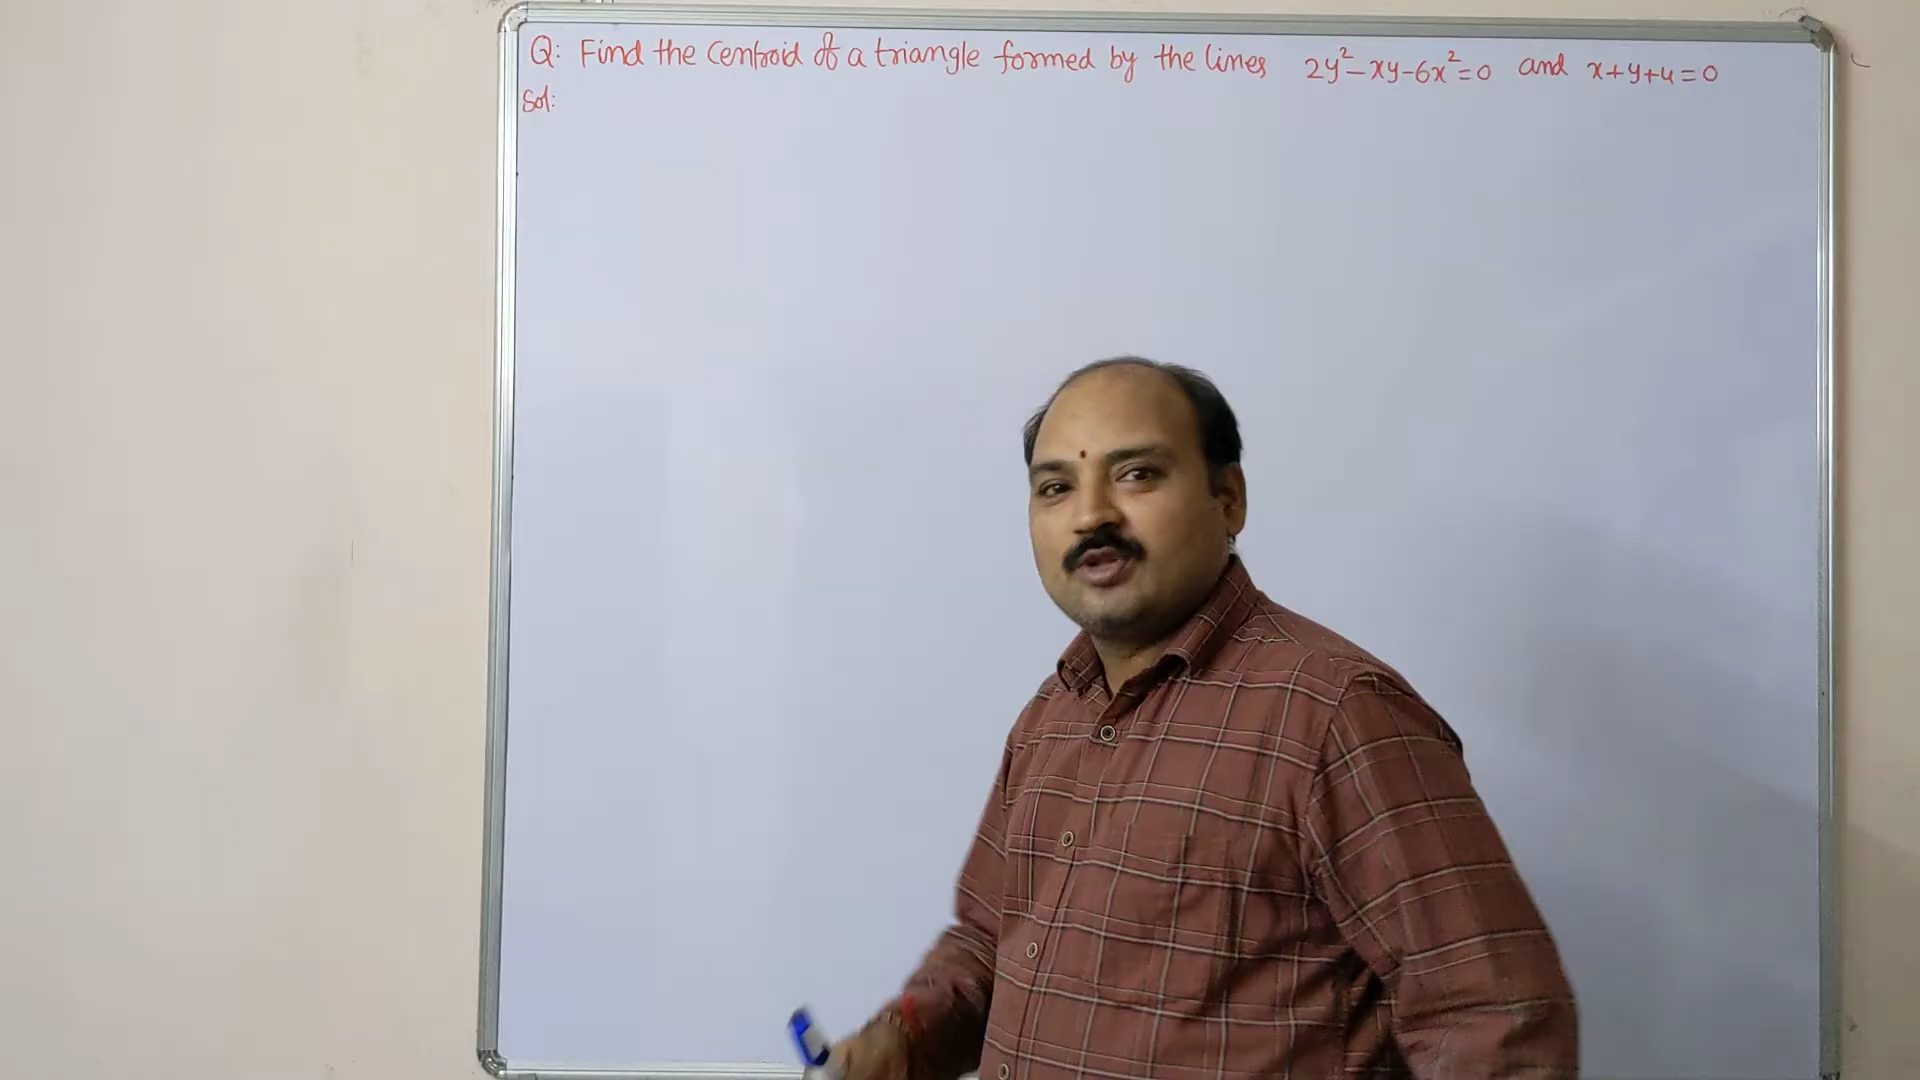 Q: Find the Centroid of a triangle formed by the lines 2y²-xy-6x²=0 and x+y+4=0
Sol: